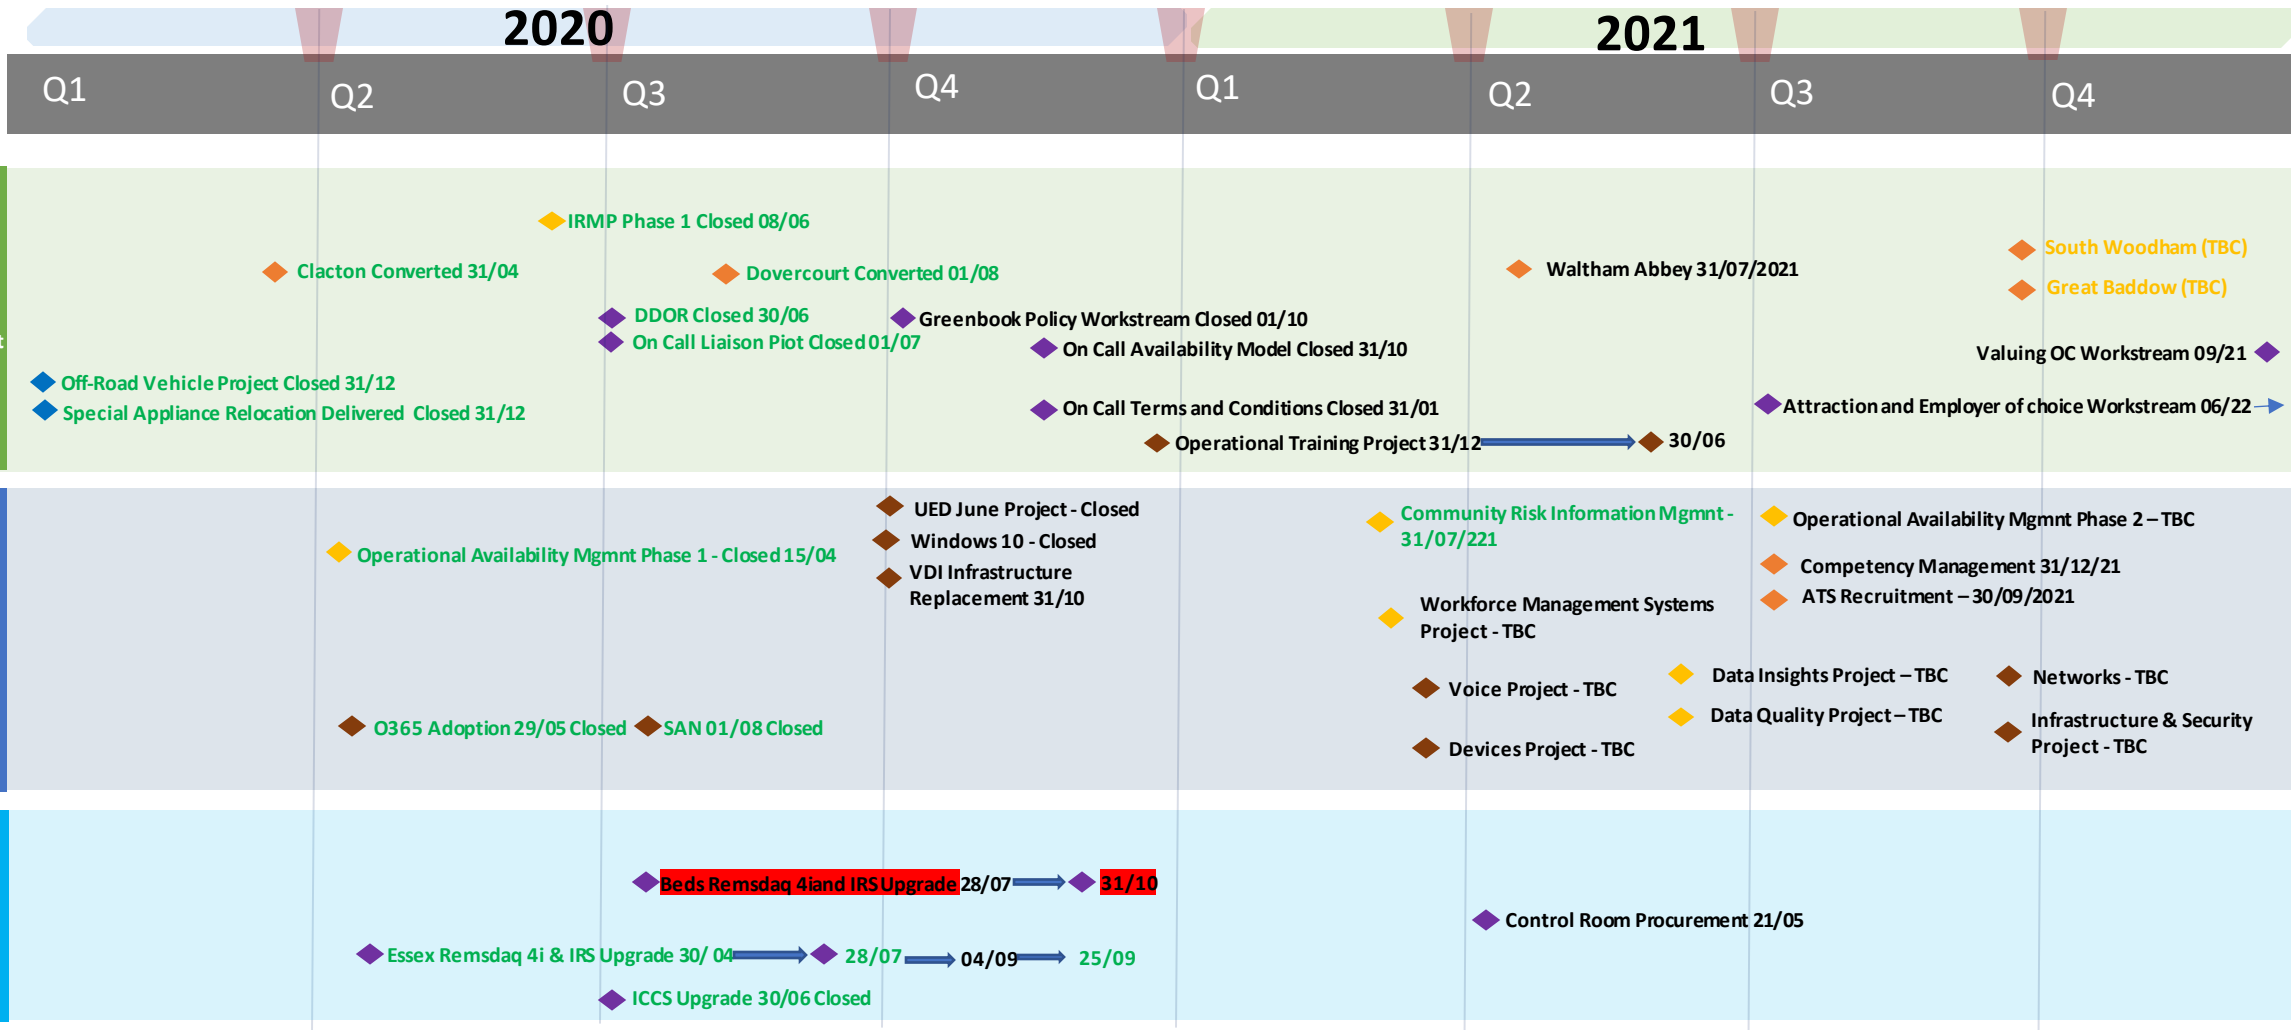 2020
2021
Q1
Q2
Q3
Q4
Q1
Q2
Q3
Q4
IRMP Phase 1 Closed 08/06
Clacton Converted 31/04
Dovercourt Converted 01/08
Waltham Abbey 31/07/2021
South Woodham (TBC)
Great Baddow (TBC)
DDOR Closed 30/06
Greenbook Policy Workstream Closed 01/10
On Call Liaison Piot Closed 01/07
On Call Availability Model Closed 31/10
Valuing OC Workstream 09/21
Off-Road Vehicle Project Closed 31/12
Special Appliance Relocation Delivered Closed 31/12
On Call Terms and Conditions Closed 31/01
Attraction and Employer of choice Workstream 06/22
Operational Training Project 31/12
30/06
t
UED June Project - Closed
Windows 10 - Closed
VDI Infrastructure
Replacement 31/10
Operational Availability Mgmnt Phase 1 - Closed 15/04
Community Risk Information Mgmnt -
31/07/221
Operational Availability Mgmnt Phase 2 – TBC
Competency Management 31/12/21
ATS Recruitment – 30/09/2021
Workforce Management Systems
Project - TBC
Data Insights Project – TBC
Data Quality Project – TBC
Networks - TBC
Infrastructure & Security
Project - TBC
Voice Project - TBC
Devices Project - TBC
O365 Adoption 29/05 Closed
SAN 01/08 Closed
Beds Remsdaq 4iand IRS Upgrade 28/07
31/10
Control Room Procurement 21/05
Essex Remsdaq 4i & IRS Upgrade 30/ 04
28/07
04/09
25/09
ICCS Upgrade 30/06 Closed